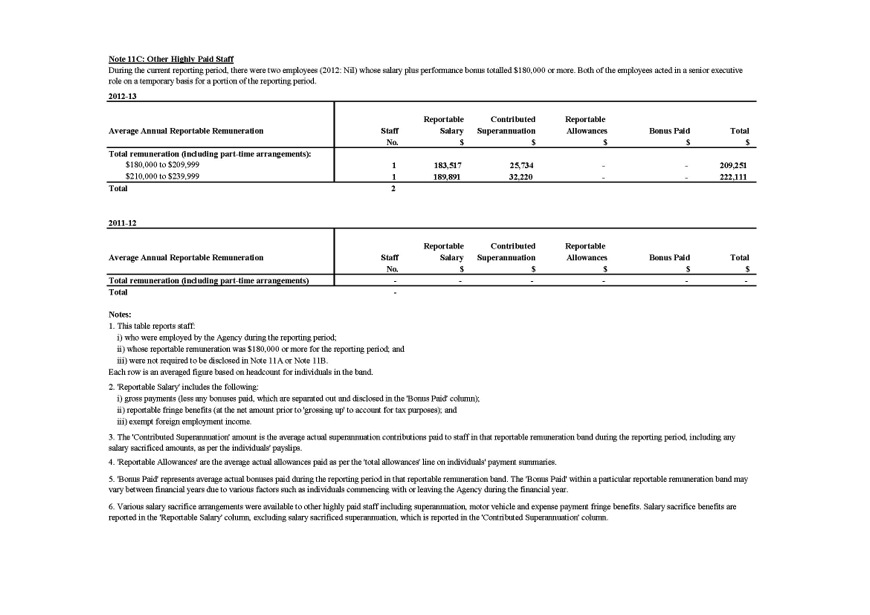 Note 11C: Other Highly Paid Staff
During the current reporting period, there were two employees (2012: Nil) whose salary plus performance bonus totalled $180,000 or more. Both of the employees acted in a senior executive
role on a temporary basis for a portion of the reporting period.
2012-13
Reportable Contributed Reportable
Average Annual Reportable Remuneration Staff Salary Superannuation Allowances Bonus Paid Total
No. $ $ $ $ $
Total remuneration (including part-time arrangements):
$180,000 to $209,999 1 183,517 25,734 - - 209,251
$210,000 to $239,999 1 189,891 32,220 - - 222,111
Total 2
2011-12
Reportable Contributed Reportable
Average Annual Reportable Remuneration Staff Salary Superannuation Allowances Bonus Paid Total
No. $ $ $ $ $
Total remuneration (including part-time arrangements) - - - - - -
Total -
Notes:
1. This table reports staff:
i) who were employed by the Agency during the reporting period;
ii) whose reportable remuneration was $180,000 or more for the reporting period; and
iii) were not required to be disclosed in Note 11A or Note 11B.
Each row is an averaged figure based on headcount for individuals in the band.
2. 'Reportable Salary' includes the following:
i) gross payments (less any bonuses paid, which are separated out and disclosed in the 'Bonus Paid' column);
ii) reportable fringe benefits (at the net amount prior to 'grossing up' to account for tax purposes); and
iii) exempt foreign employment income.
3. The 'Contributed Superannuation' amount is the average actual superannuation contributions paid to staff in that reportable remuneration band during the reporting period, including any
salary sacrificed amounts, as per the individuals' payslips.
4. 'Reportable Allowances' are the average actual allowances paid as per the 'total allowances' line on individuals' payment summaries.
5. 'Bonus Paid' represents average actual bonuses paid during the reporting period in that reportable remuneration band. The 'Bonus Paid' within a particular reportable remuneration band may
vary between financial years due to various factors such as individuals commencing with or leaving the Agency during the financial year.
6. Various salary sacrifice arrangements were available to other highly paid staff including superannuation, motor vehicle and expense payment fringe benefits. Salary sacrifice benefits are
reported in the 'Reportable Salary' column, excluding salary sacrificed superannuation, which is reported in the 'Contributed Superannuation' column.